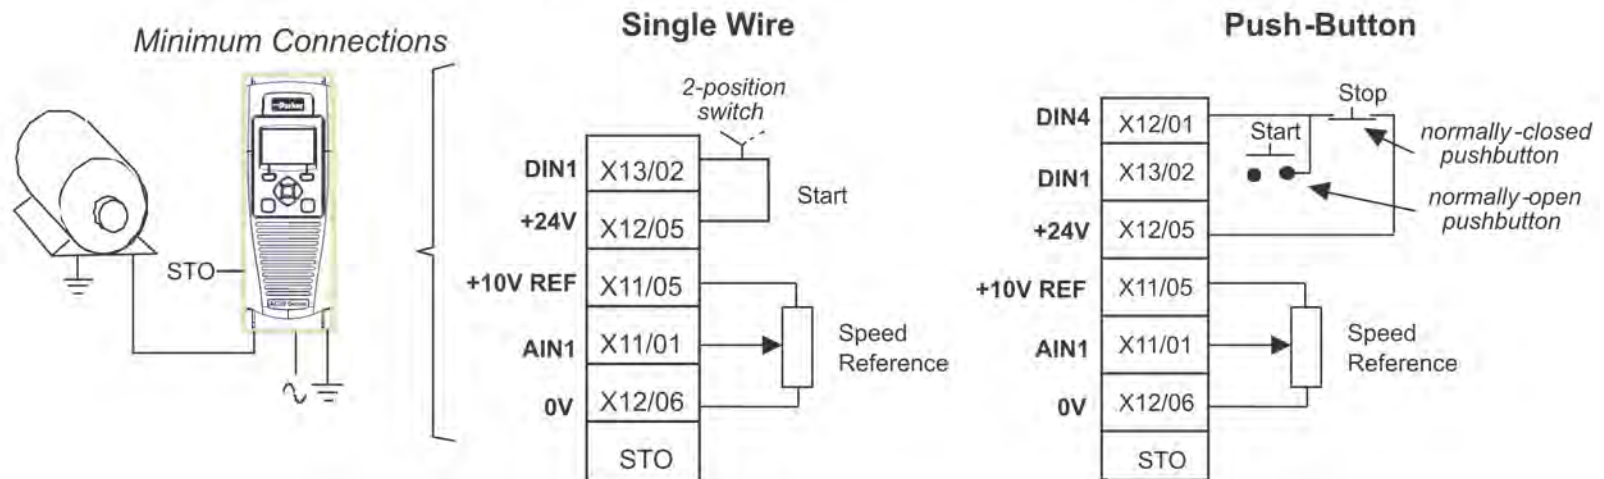 Minimum Connections
Parker
STO
Single Wire
2-position
switch
DIN1 X13/02
+24V X12/05
Start
+10V REF X11/05
AIN1 X11/01
0V X12/06
Speed
Reference
STO
Push-Button
DIN4 X12/01
DIN1 X13/02
+24V X12/05
Stop
Start
normally-closed
pushbutton
normally-open
pushbutton
+10V REF X11/05
AIN1 X11/01
0V X12/06
Speed
Reference
STO